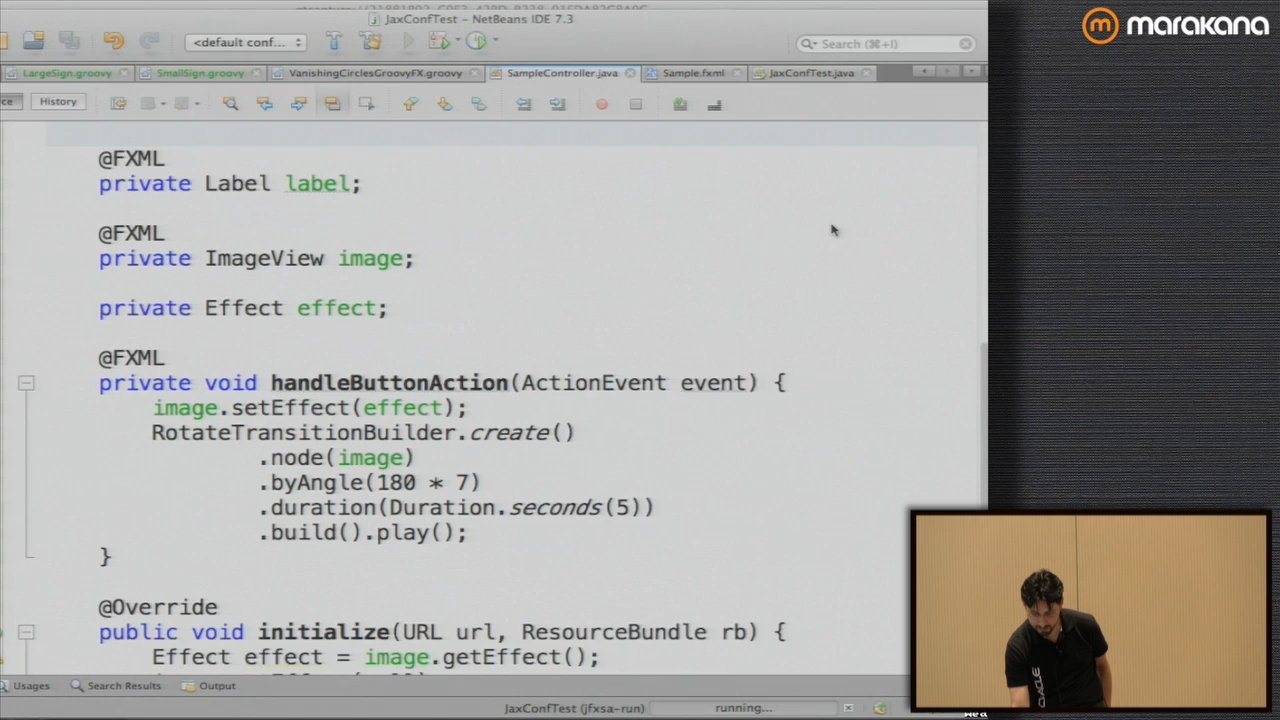 JaxConfTest – NetBeans IDE 7.3
marakana
<default conf...
Search (⌘+I)
LargeSign.groovy
SmallSign.groovy
VanishingCirclesGroovyFX.groovy
SampleController.java
Sample.fxml
JaxConfTest.java
History
@FXML
private Label label;
@FXML
private ImageView image;
private Effect effect;
@FXML
private void handleButtonAction(ActionEvent event) {
image.setEffect(effect);
RotateTransitionBuilder.create()
.node(image)
.byAngle(180 * 7)
.duration(Duration.seconds(5))
.build().play();
}
@Override
public void initialize(URL url, ResourceBundle rb) {
Effect effect = image.getEffect();
Usages
Search Results
Output
JaxConfTest (jfxsa-run)
running...